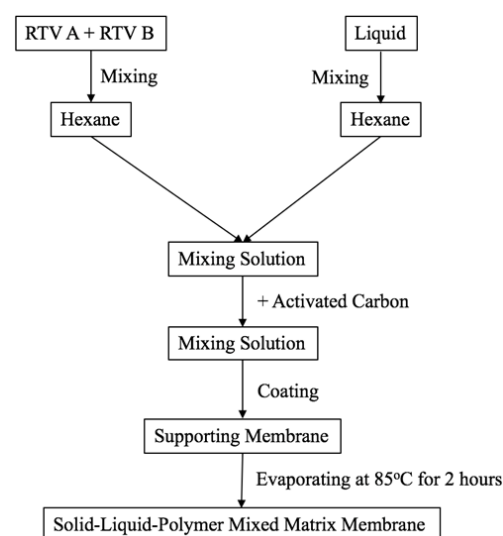 RTV A + RTV B
Liquid
Mixing
Mixing
Hexane
Hexane
Mixing Solution
+ Activated Carbon
Mixing Solution
Coating
Supporting Membrane
Evaporating at 85°C for 2 hours
Solid-Liquid-Polymer Mixed Matrix Membrane